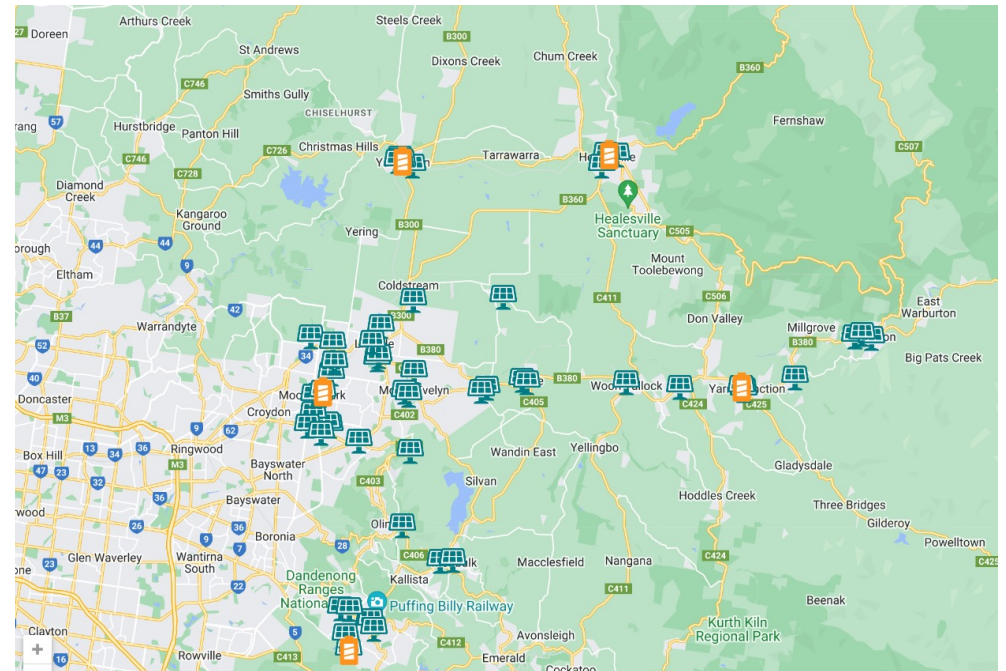 Arthurs Creek
Steels Creek
27
Doreen
B300
St Andrews
Dixons Creek
Chum Creek
B360
C746
Smiths Gully
CHISELHURST
Fernshaw
57
Hurstbridge
Panton Hill
C726
Christmas Hills
Tarrawarra
C507
C746
C728
Diamond
Creek
Kangaroo
Ground
B300
B360
Healesville
Sanctuary
C505
Yering
44
44
Eltham
9
Mount
Toolebewong
Coldstream
C411
C506
East
Warburton
42
B37
Warrandyte
B300
Don Valley
Millgrove
B380
Big Pats Creek
52
34
B380
40
Doncaster
B380
C405
C424
C425
M3
Croydon
C402
9
62
Ringwood
Box Hill
13
34
36
M3
Bayswater
North
Wandin East
Yellingbo
Gladysdale
47
23
32
C403
Silvan
36
Bayswater
Hoddles Creek
Three Bridges
Gilderoy
26
36
9
7
Boronia
28
Powelltown
Glen Waverley
Wantirna
South
C406
Macclesfield
Nangana
C424
C425
23
22
Dandenong
Ranges
Kallista
C411
Puffing Billy Railway
Beenak
Kurth Kiln
Regional Park
Clayton
5
Avonsleigh
C412
+
16
Rowville
C413
Emerald
Cockatoo